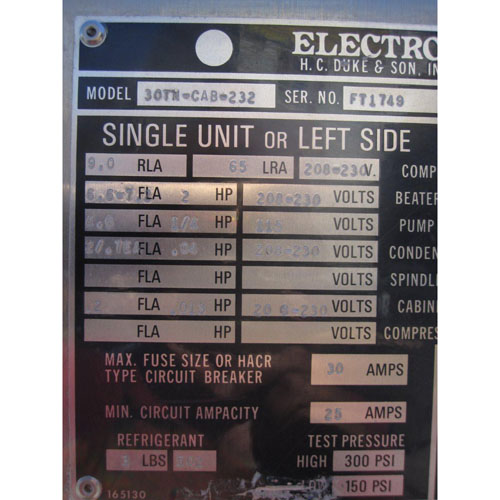 ELECTRO
H. C. DUKE & SON, IN
MODEL 30TN-CAB-232 SER. NO. FT1749
SINGLE UNIT OR LEFT SIDE
9.0 RLA 65 LRA 208-230V. COMP
FLA 2 HP 208-230 VOLTS BEATER
FLA HP VOLTS PUMP
FLA HP 208-230 VOLTS CONDEN
FLA HP VOLTS SPINDL
2 FLA HP 208-230 VOLTS CABIN
FLA HP VOLTS COMPRES
MAX. FUSE SIZE OR HACR 30 AMPS
TYPE CIRCUIT BREAKER
MIN. CIRCUIT AMPACITY 25 AMPS
REFRIGERANT TEST PRESSURE
LBS HIGH 300 PSI
165130 150 PSI